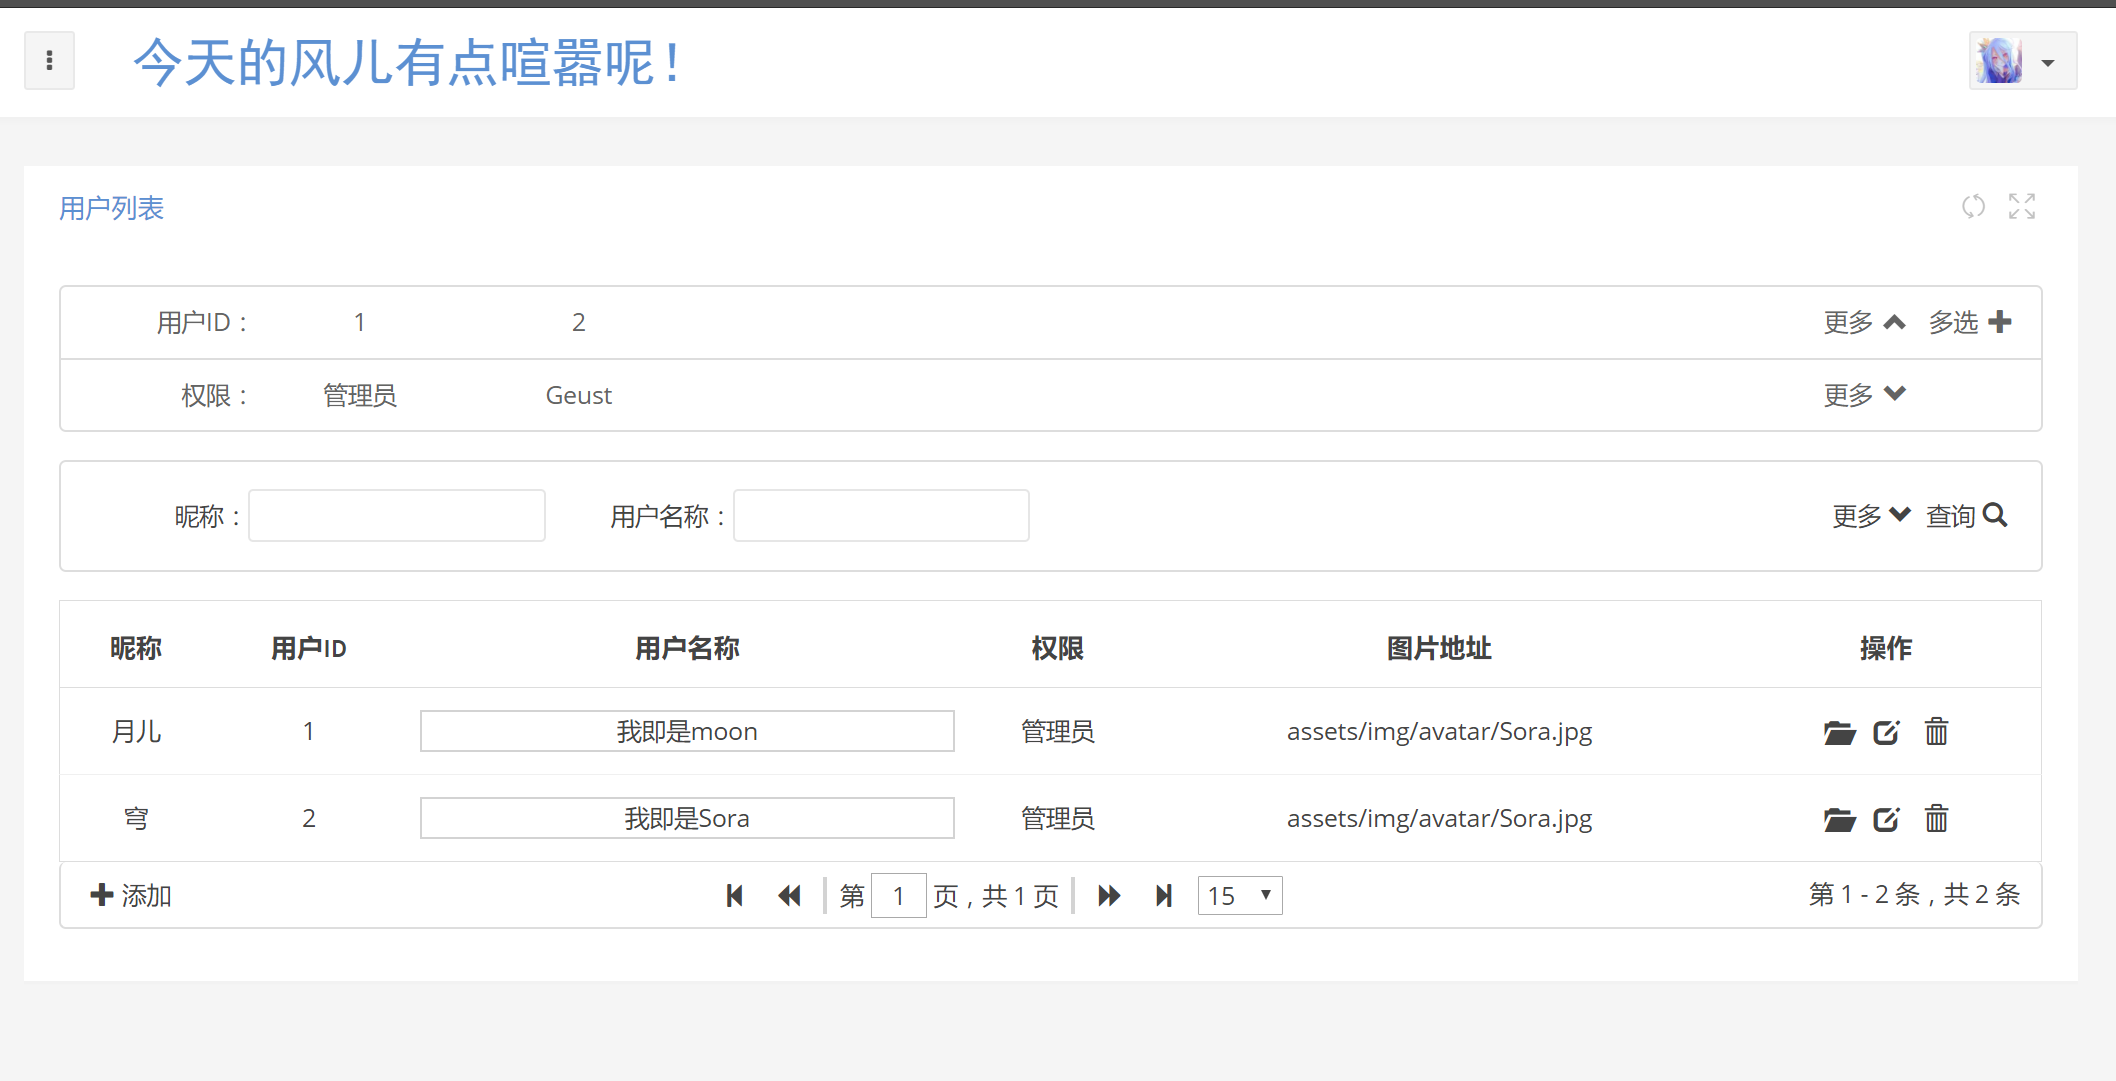 今天的风儿有点喧嚣呢！
用户列表
用户ID： 1 2 更多 多选
权限： 管理员 Geust 更多
昵称： 用户名称： 更多 查询
昵称 用户ID 用户名称 权限 图片地址 操作
月儿 1 我即是moon 管理员 assets/img/avatar/Sora.jpg
穹 2 我即是Sora 管理员 assets/img/avatar/Sora.jpg
添加 第 1 页，共 1 页 15 第 1 - 2 条，共 2 条